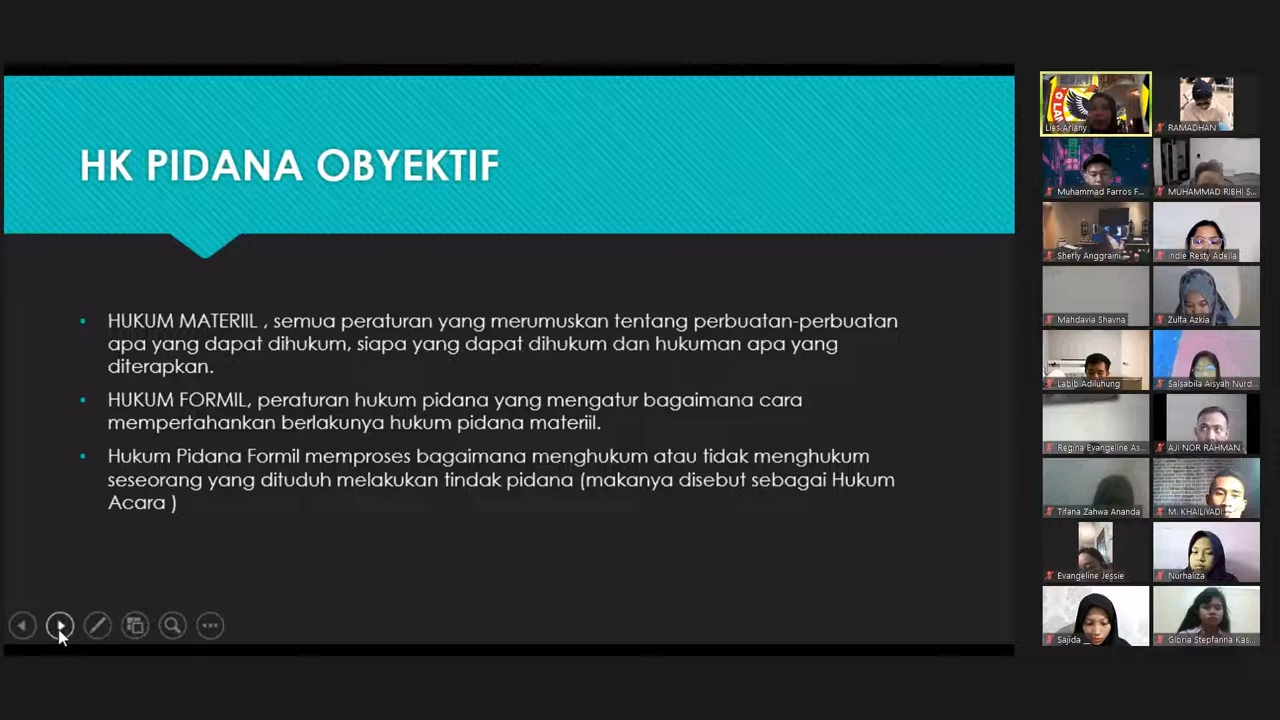 HK PIDANA OBYEKTIF
• HUKUM MATERIIL , semua peraturan yang merumuskan tentang perbuatan-perbuatan
apa yang dapat dihukum, siapa yang dapat dihukum dan hukuman apa yang
diterapkan.
• HUKUM FORMIL, peraturan hukum pidana yang mengatur bagaimana cara
mempertahankan berlakunya hukum pidana materiil.
• Hukum Pidana Formil memproses bagaimana menghukum atau tidak menghukum
seseorang yang dituduh melakukan tindak pidana (makanya disebut sebagai Hukum
Acara )
Lies Ariany
RAMADHAN
Muhammad Farros F...
MUHAMMAD RIBHI S...
Sherly Anggraini
Indie Resty Adella
Mahdavia Shavna
Zulfa Azkia
Labib Adiluhung
Salsabila Aisyah Nurd...
Regina Evangeline As...
AJI NOR RAHMAN
Tifana Zahwa Ananda
M. KHAILIYADI
Evangeline Jessie
Nurhaliza
Sajida __
Gloria Stepfanna Kas...